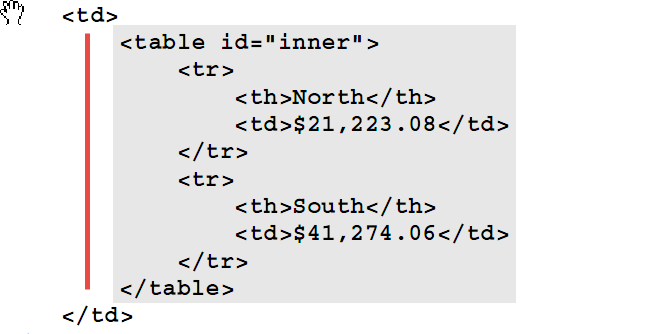 <td>
<table id="inner">
<tr>
<th>North</th>
<td>$21,223.08</td>
</tr>
<tr>
<th>South</th>
<td>$41,274.06</td>
</tr>
</table>
</td>